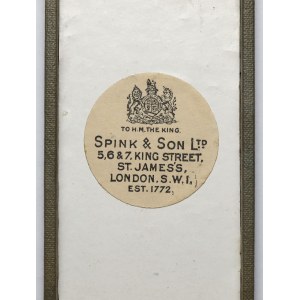 TO H.M. THE KING.
SPINK & SON LTD
5, 6 & 7, KING STREET,
ST. JAMES'S,
LONDON. S.W.1,
EST. 1772.